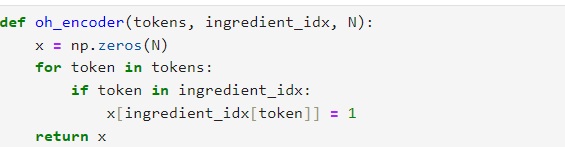 def oh_encoder(tokens, ingredient_idx, N):
    x = np.zeros(N)
    for token in tokens:
        if token in ingredient_idx:
            x[ingredient_idx[token]] = 1
    return x